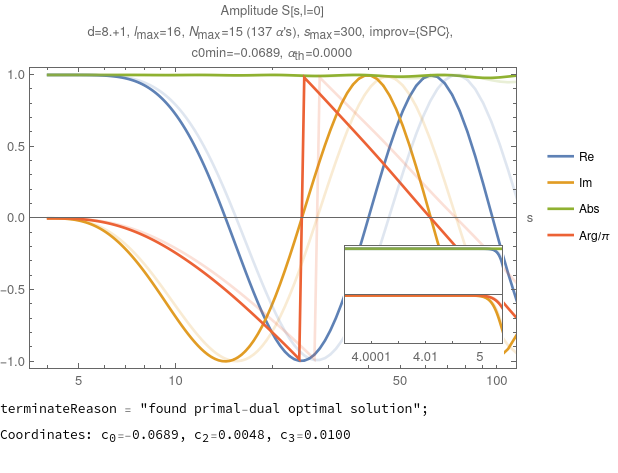 Amplitude S[s,l=0]
d=8.+1, lmax=16, Nmax=15 (137 α's), smax=300, improv={SPC},
c0min=-0.0689, αth=0.0000
1.0
0.5
0.0
-0.5
-1.0
s
Re
Im
Abs
Arg/π
4.0001
4.01
5
5
10
50
100
terminateReason = "found primal-dual optimal solution";
Coordinates: c0=-0.0689, c2=0.0048, c3=0.0100